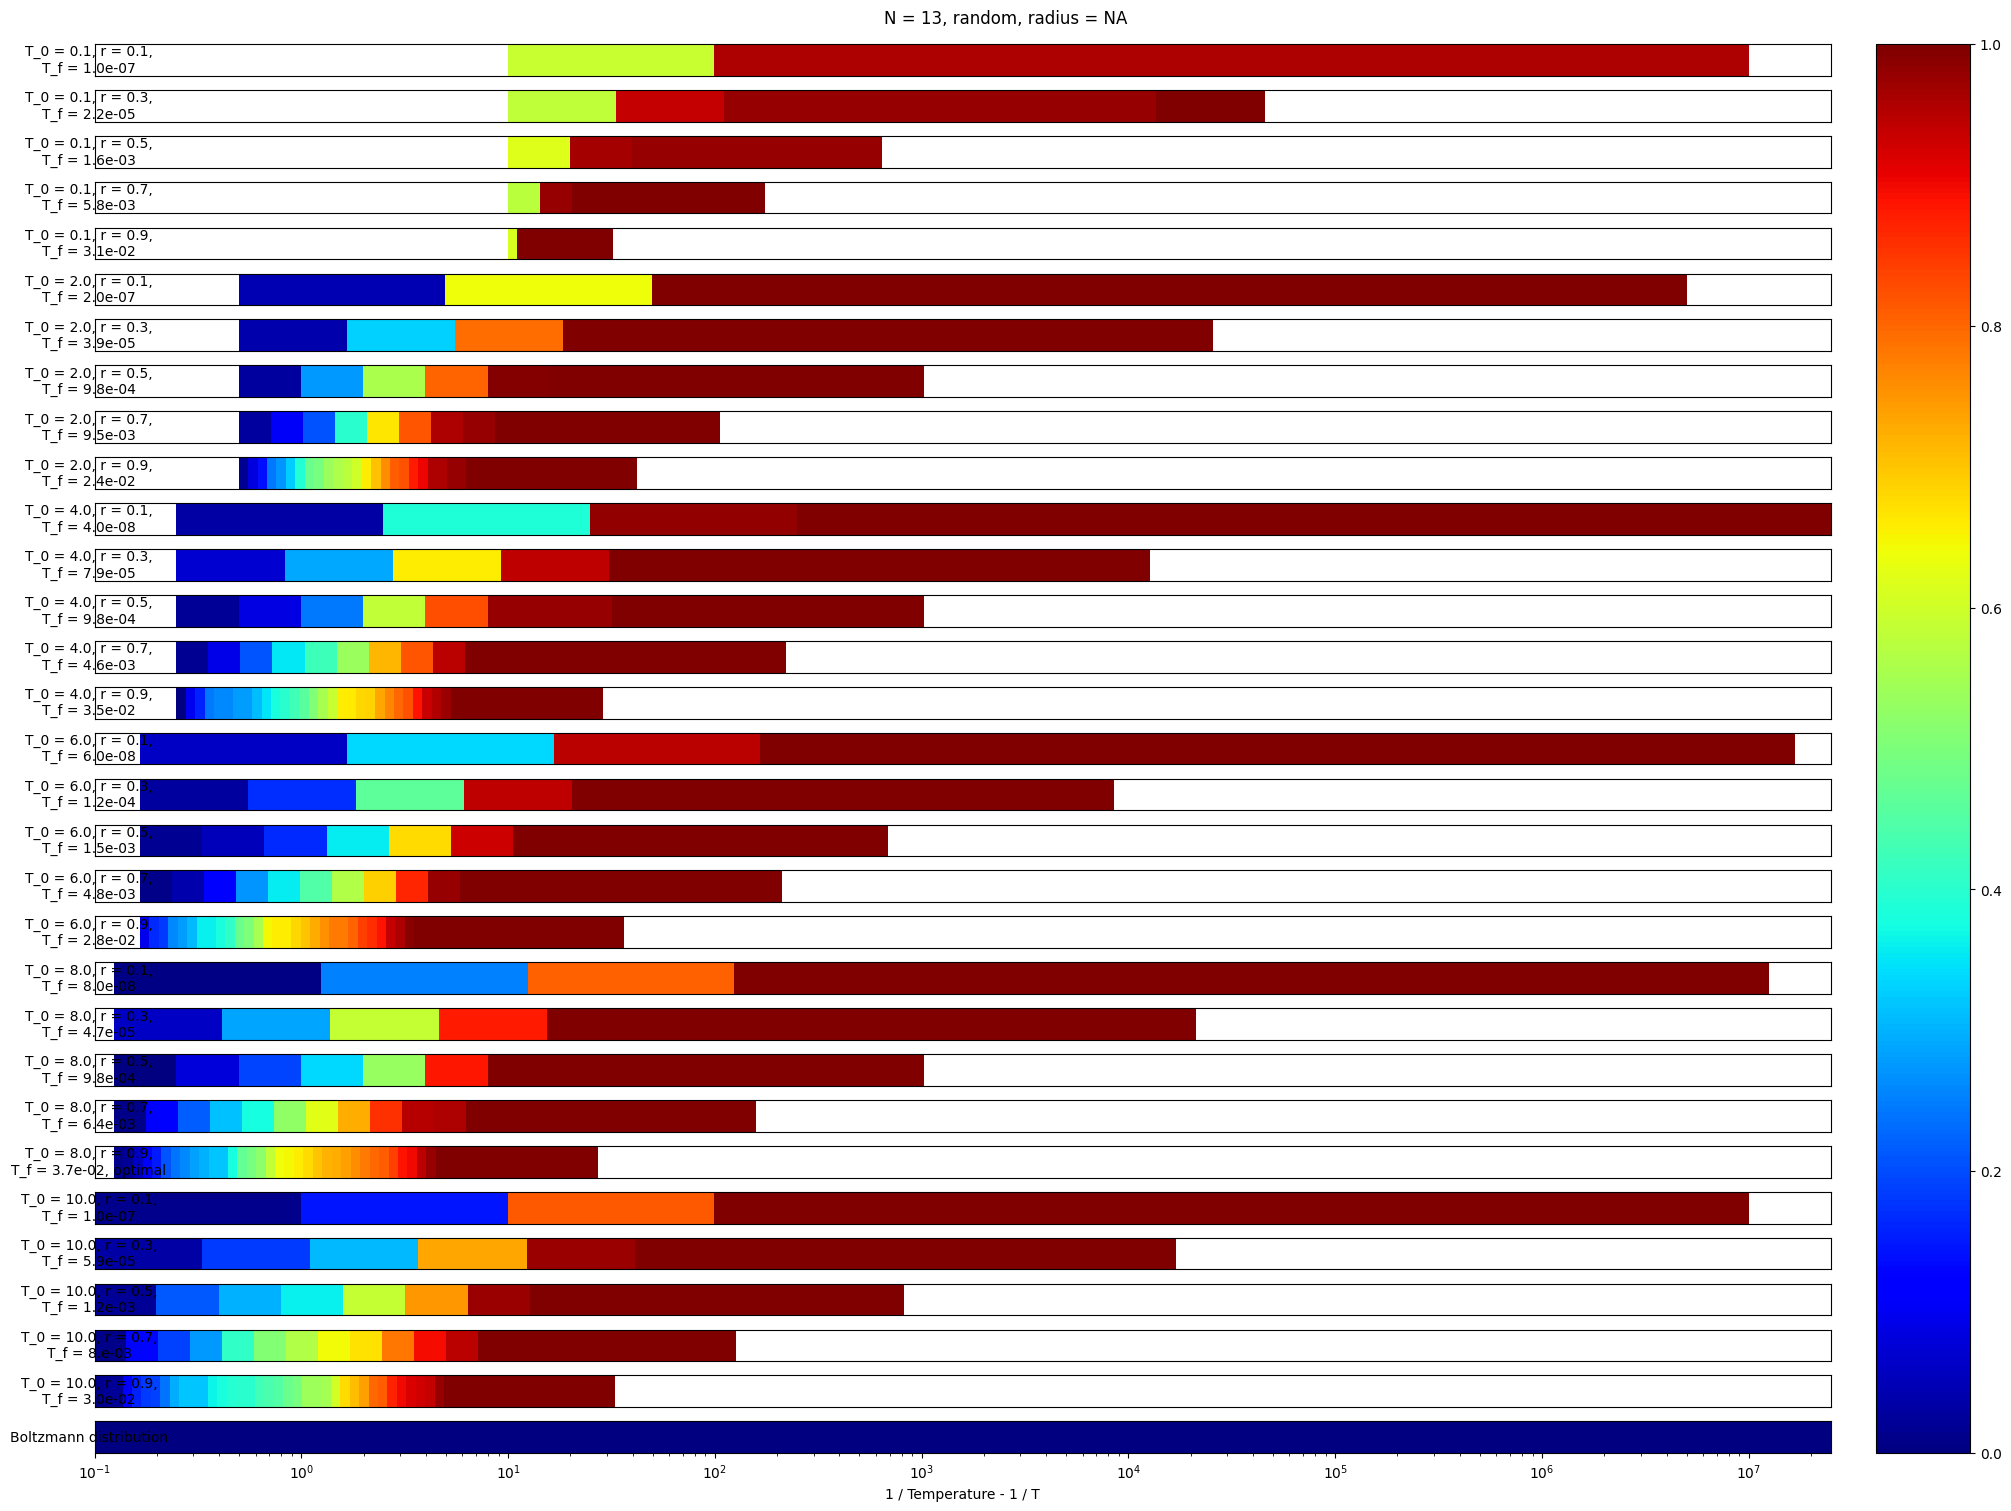 N = 13, random, radius = NA
T_0 = 0.1, r = 0.1,
T_f = 1.0e-07
T_0 = 0.1, r = 0.3,
T_f = 2.2e-05
T_0 = 0.1, r = 0.5,
T_f = 1.6e-03
T_0 = 0.1, r = 0.7,
T_f = 5.8e-03
T_0 = 0.1, r = 0.9,
T_f = 3.1e-02
T_0 = 2.0, r = 0.1,
T_f = 2.0e-07
T_0 = 2.0, r = 0.3,
T_f = 3.9e-05
T_0 = 2.0, r = 0.5,
T_f = 9.8e-04
T_0 = 2.0, r = 0.7,
T_f = 9.5e-03
T_0 = 2.0, r = 0.9,
T_f = 2.4e-02
T_0 = 4.0, r = 0.1,
T_f = 4.0e-08
T_0 = 4.0, r = 0.3,
T_f = 7.9e-05
T_0 = 4.0, r = 0.5,
T_f = 9.8e-04
T_0 = 4.0, r = 0.7,
T_f = 4.6e-03
T_0 = 4.0, r = 0.9,
T_f = 3.5e-02
T_0 = 6.0, r = 0.1,
T_f = 6.0e-08
T_0 = 6.0, r = 0.3,
T_f = 1.2e-04
T_0 = 6.0, r = 0.5,
T_f = 1.5e-03
T_0 = 6.0, r = 0.7,
T_f = 4.8e-03
T_0 = 6.0, r = 0.9,
T_f = 2.8e-02
T_0 = 8.0, r = 0.1,
T_f = 8.0e-08
T_0 = 8.0, r = 0.3,
T_f = 4.7e-05
T_0 = 8.0, r = 0.5,
T_f = 9.8e-04
T_0 = 8.0, r = 0.7,
T_f = 6.4e-03
T_0 = 8.0, r = 0.9,
T_f = 3.7e-02, optimal
T_0 = 10.0, r = 0.1,
T_f = 1.0e-07
T_0 = 10.0, r = 0.3,
T_f = 5.9e-05
T_0 = 10.0, r = 0.5,
T_f = 1.2e-03
T_0 = 10.0, r = 0.7,
T_f = 8.e-03
T_0 = 10.0, r = 0.9,
T_f = 3.0e-02
Boltzmann distribution
10⁻¹ 10⁰ 10¹ 10² 10³ 10⁴ 10⁵ 10⁶ 10⁷
1 / Temperature - 1 / T
1.0
0.8
0.6
0.4
0.2
0.0